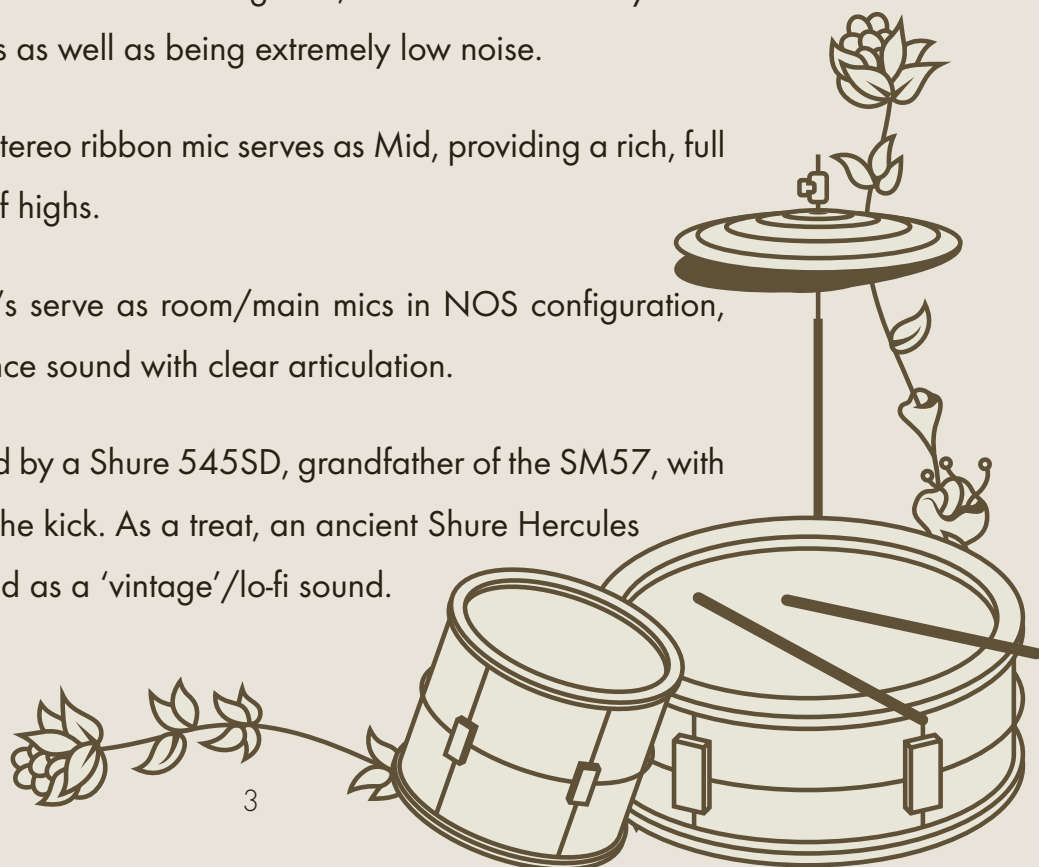 s as well as being extremely low noise.
tereo ribbon mic serves as Mid, providing a rich, full
f highs.
’s serve as room/main mics in NOS configuration,
nce sound with clear articulation.
d by a Shure 545SD, grandfather of the SM57, with
he kick. As a treat, an ancient Shure Hercules
d as a ‘vintage’/lo-fi sound.
3